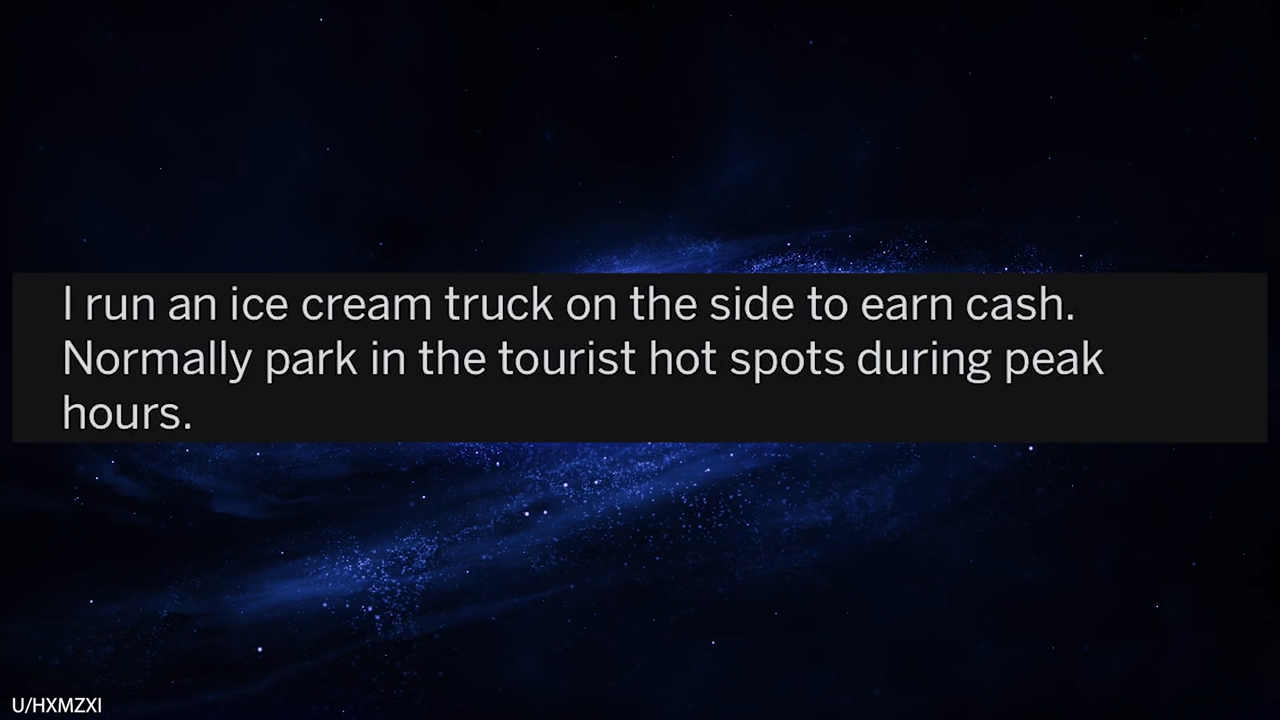 I run an ice cream truck on the side to earn cash.
Normally park in the tourist hot spots during peak
hours.
U/HXMZXI